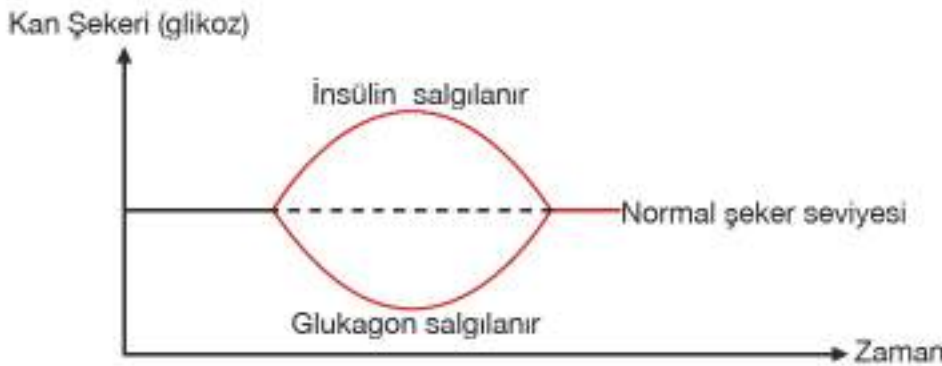 Kan Şekeri (glikoz)
İnsülin salgılanır
Normal şeker seviyesi
Glukagon salgılanır
Zaman